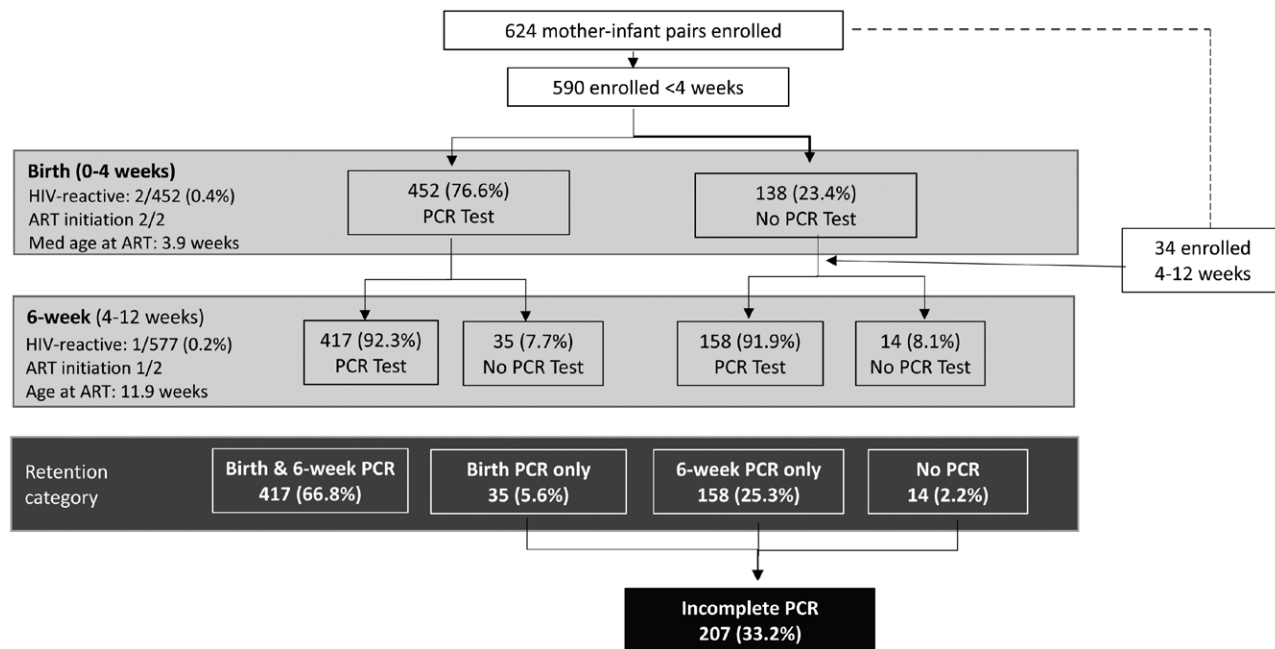 624 mother-infant pairs enrolled
590 enrolled <4 weeks
Birth (0-4 weeks)
HIV-reactive: 2/452 (0.4%)
ART initiation 2/2
Med age at ART: 3.9 weeks
452 (76.6%)
PCR Test
138 (23.4%)
No PCR Test
34 enrolled
4-12 weeks
6-week (4-12 weeks)
HIV-reactive: 1/577 (0.2%)
ART initiation 1/2
Age at ART: 11.9 weeks
417 (92.3%)
PCR Test
35 (7.7%)
No PCR Test
158 (91.9%)
PCR Test
14 (8.1%)
No PCR Test
Retention
category
Birth & 6-week PCR
417 (66.8%)
Birth PCR only
35 (5.6%)
6-week PCR only
158 (25.3%)
No PCR
14 (2.2%)
Incomplete PCR
207 (33.2%)